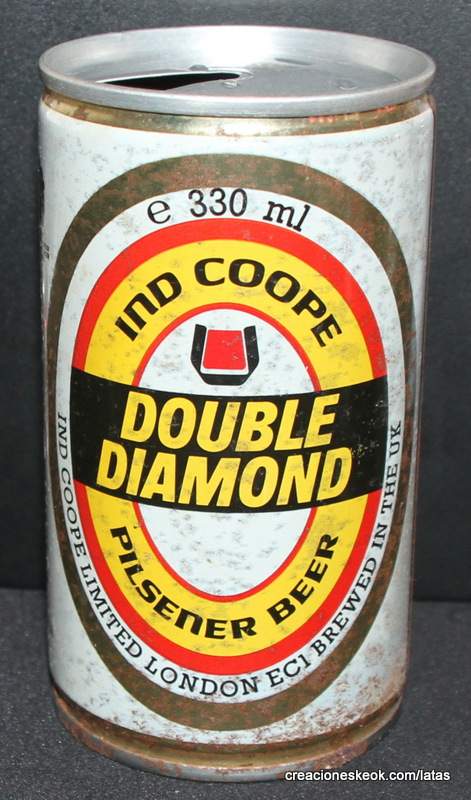 e 330 ml
IND COOPE
DOUBLE
DIAMOND
PILSENER BEER
IND COOPE LIMITED LONDON EC1 BREWED IN THE UK
creacioneskeok.com/latas